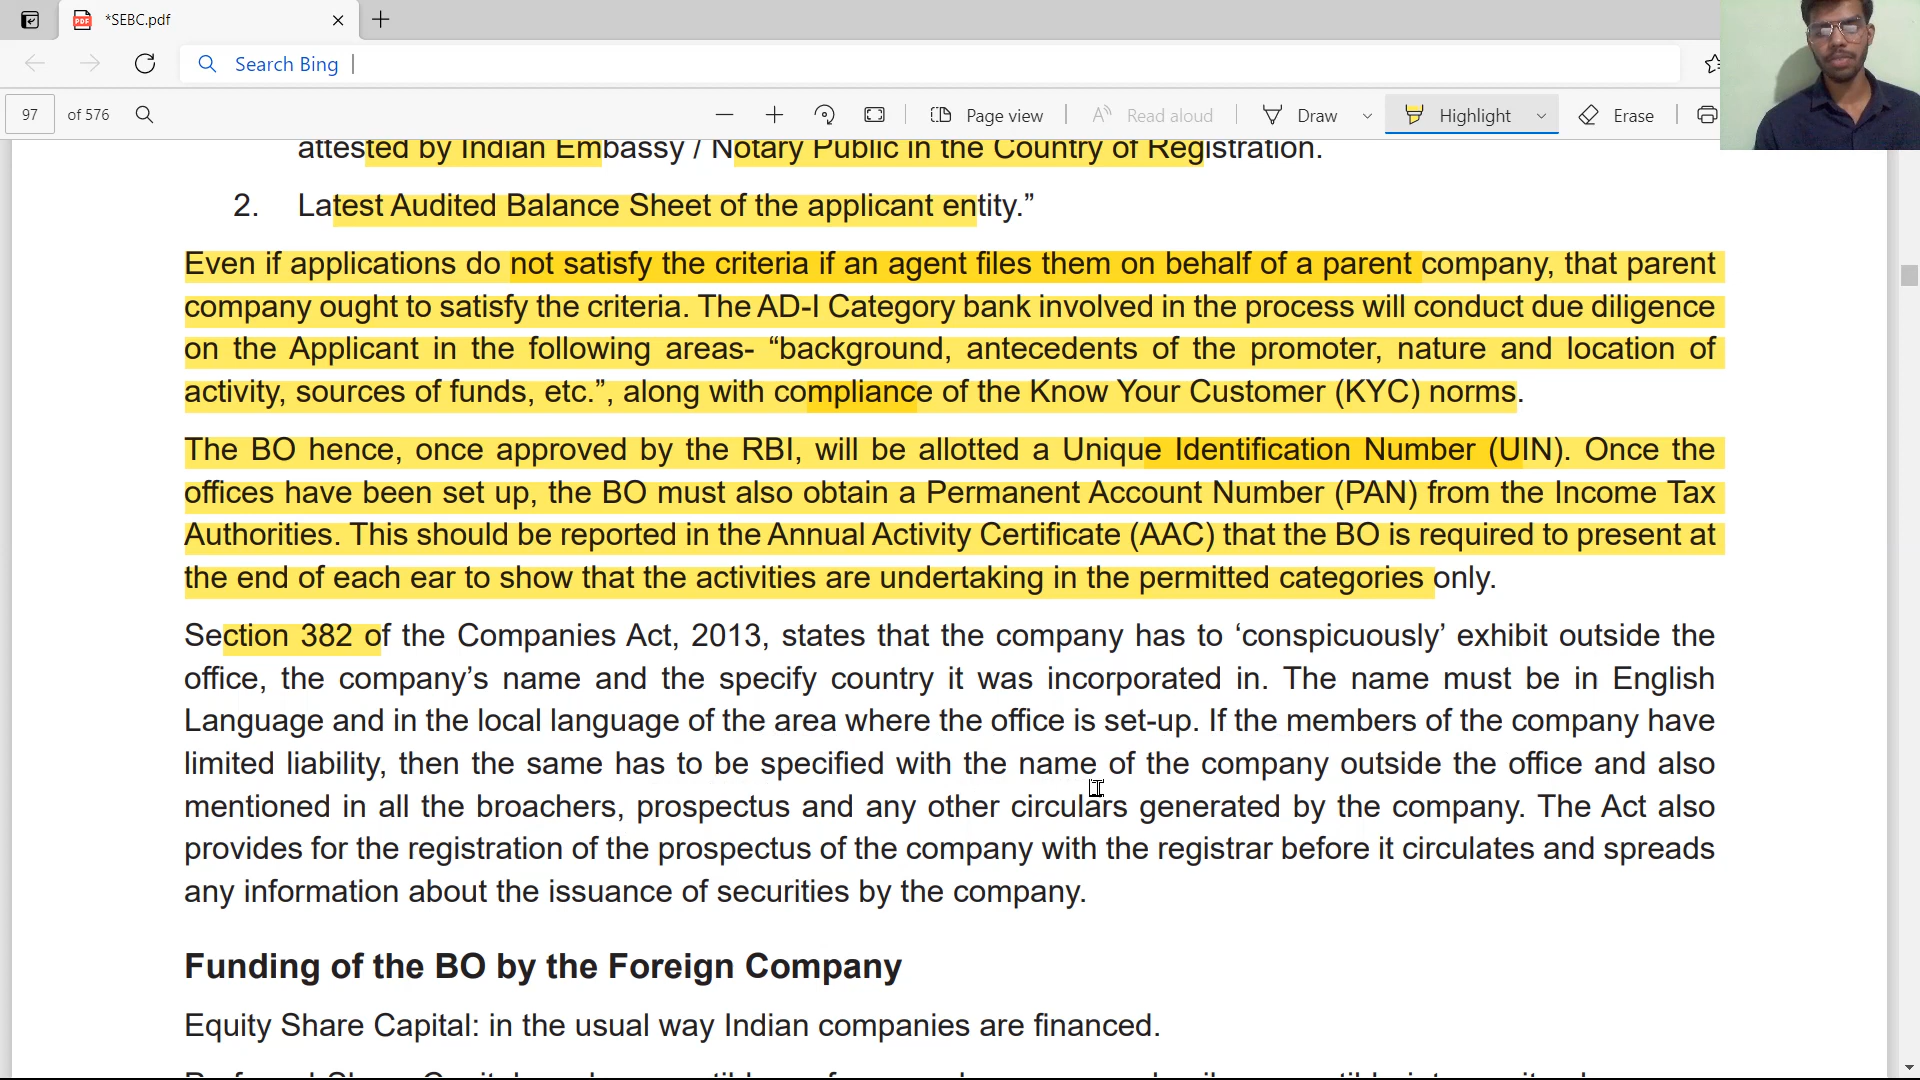 *SEBC.pdf
Search Bing
97 of 576
Page view
Read aloud
Draw
Highlight
Erase
attested by Indian Embassy / Notary Public in the Country of Registration.
2. Latest Audited Balance Sheet of the applicant entity.”
Even if applications do not satisfy the criteria if an agent files them on behalf of a parent company, that parent
company ought to satisfy the criteria. The AD-I Category bank involved in the process will conduct due diligence
on the Applicant in the following areas- “background, antecedents of the promoter, nature and location of
activity, sources of funds, etc.”, along with compliance of the Know Your Customer (KYC) norms.
The BO hence, once approved by the RBI, will be allotted a Unique Identification Number (UIN). Once the
offices have been set up, the BO must also obtain a Permanent Account Number (PAN) from the Income Tax
Authorities. This should be reported in the Annual Activity Certificate (AAC) that the BO is required to present at
the end of each ear to show that the activities are undertaking in the permitted categories only.
Section 382 of the Companies Act, 2013, states that the company has to ‘conspicuously’ exhibit outside the
office, the company’s name and the specify country it was incorporated in. The name must be in English
Language and in the local language of the area where the office is set-up. If the members of the company have
limited liability, then the same has to be specified with the name of the company outside the office and also
mentioned in all the broachers, prospectus and any other circulars generated by the company. The Act also
provides for the registration of the prospectus of the company with the registrar before it circulates and spreads
any information about the issuance of securities by the company.
Funding of the BO by the Foreign Company
Equity Share Capital: in the usual way Indian companies are financed.